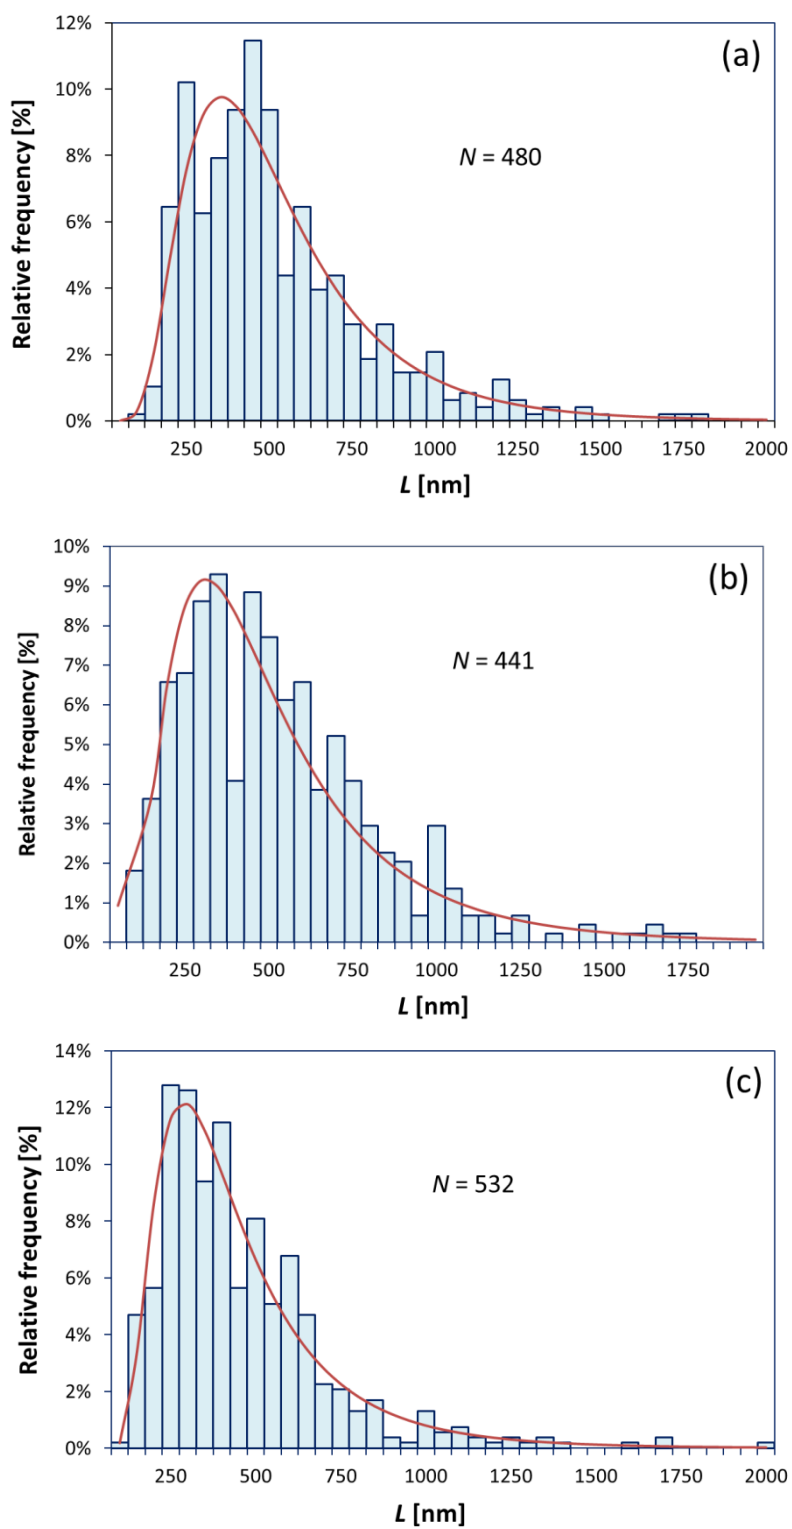 12%
(a)
10%
8%
N = 480
6%
4%
2%
0%
Relative frequency [%]
250 500 750 1000 1250 1500 1750 2000
L [nm]
10%
(b)
9%
8%
7%
N = 441
6%
5%
4%
3%
2%
1%
0%
Relative frequency [%]
250 500 750 1000 1250 1500 1750
L [nm]
14%
(c)
12%
10%
N = 532
8%
6%
4%
2%
0%
Relative frequency [%]
250 500 750 1000 1250 1500 1750 2000
L [nm]